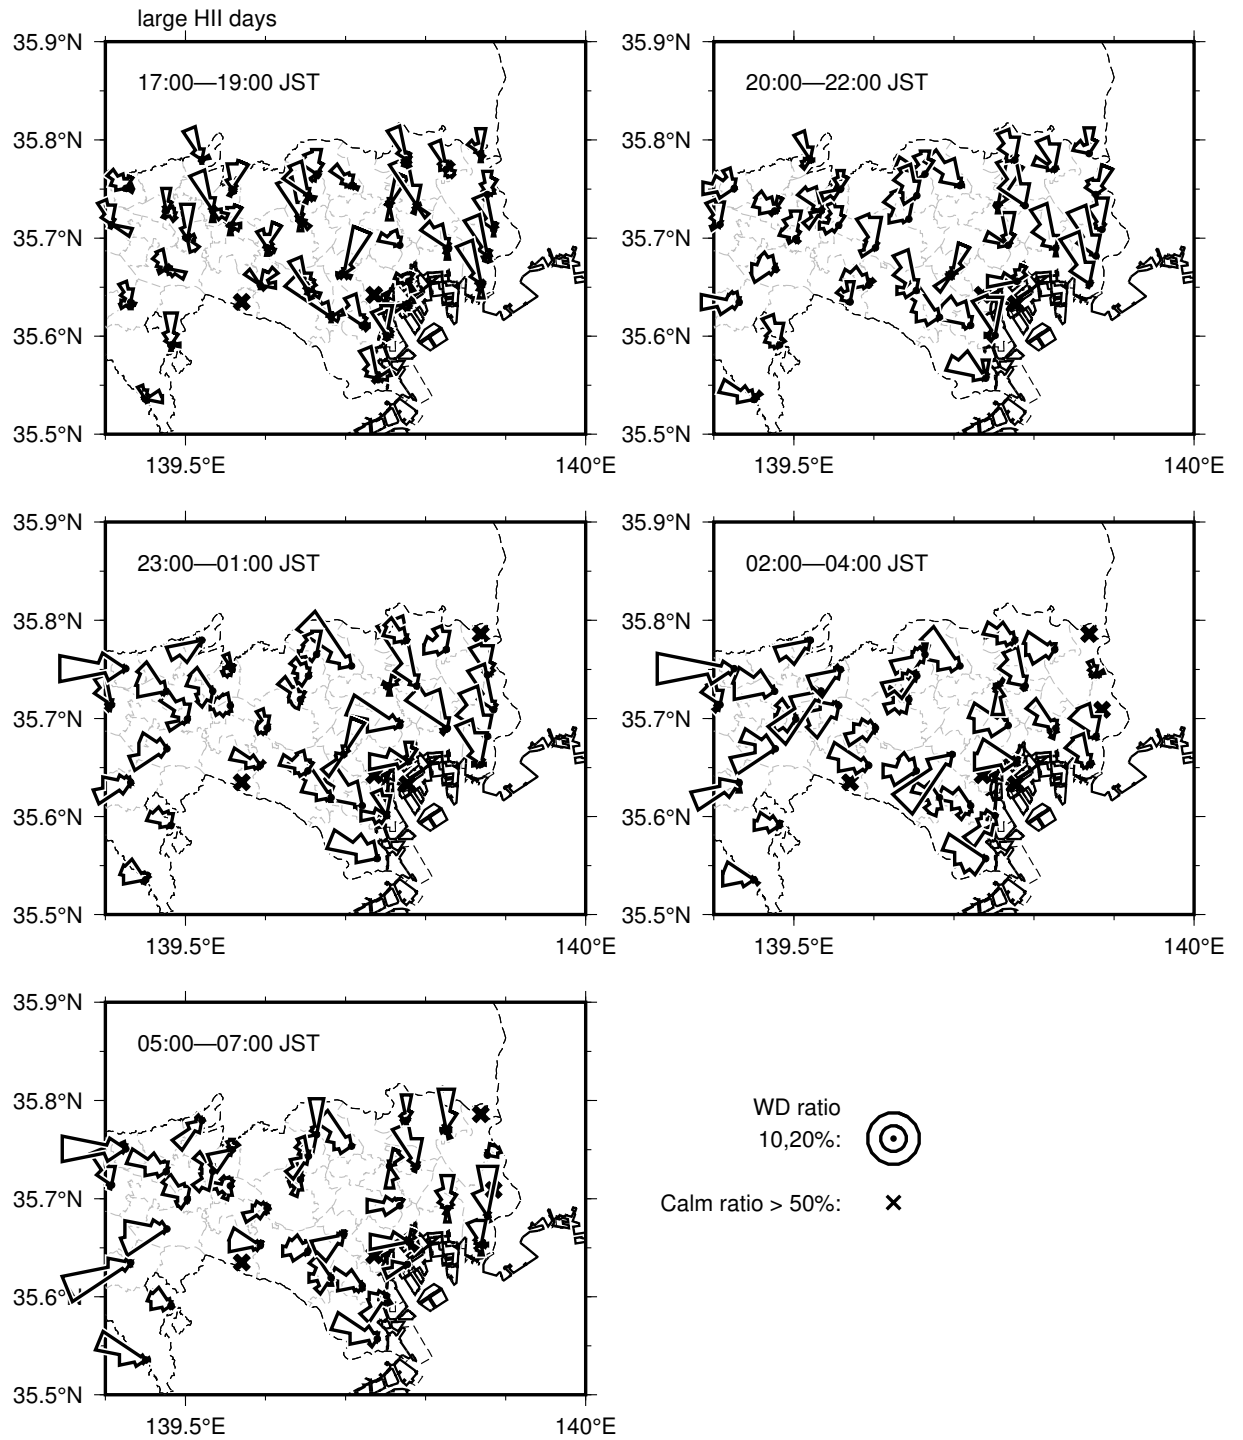 large HII days
35.9°N
35.9°N
17:00—19:00 JST
20:00—22:00 JST
35.8°N
35.8°N
35.7°N
35.7°N
35.6°N
35.6°N
35.5°N
35.5°N
139.5°E
140°E
139.5°E
140°E
35.9°N
35.9°N
23:00—01:00 JST
02:00—04:00 JST
35.8°N
35.8°N
35.7°N
35.7°N
35.6°N
35.6°N
35.5°N
35.5°N
139.5°E
140°E
139.5°E
140°E
35.9°N
05:00—07:00 JST
35.8°N
35.7°N
35.6°N
35.5°N
139.5°E
140°E
WD ratio
10,20%:
Calm ratio > 50%: